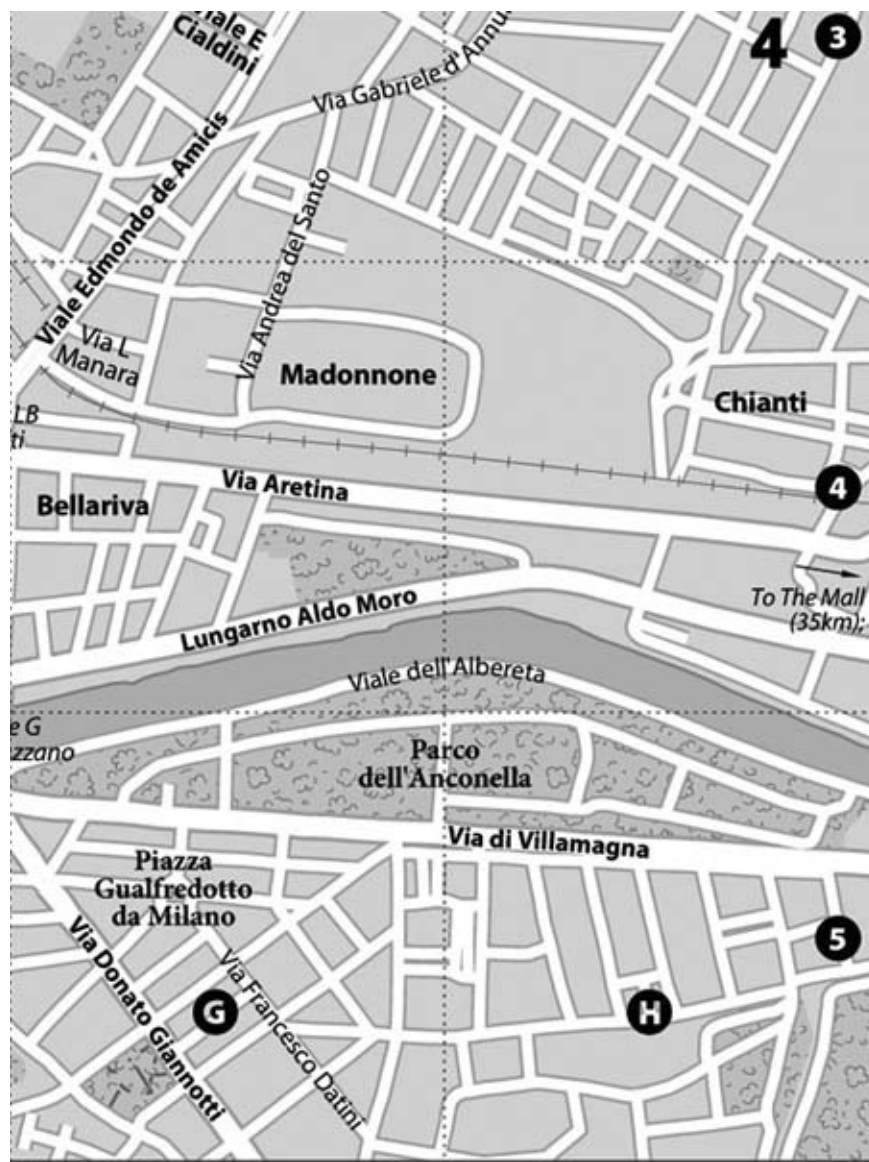 Viale E
Cialdini
4
3
Via Gabriele d'Annu
Viale Edmondo de Amicis
Via Andrea del Santo
Via L
Manara
Madonnone
Chianti
LB
ti
Via Aretina
4
Bellariva
To The Mall
(35km);
Lungarno Aldo Moro
Viale dell'Albereta
e G
zzano
Parco
dell'Anconella
Via di Villamagna
Piazza
Gualfredotto
da Milano
5
Via Donato Giannotti
Via Francesco Datini
G
H